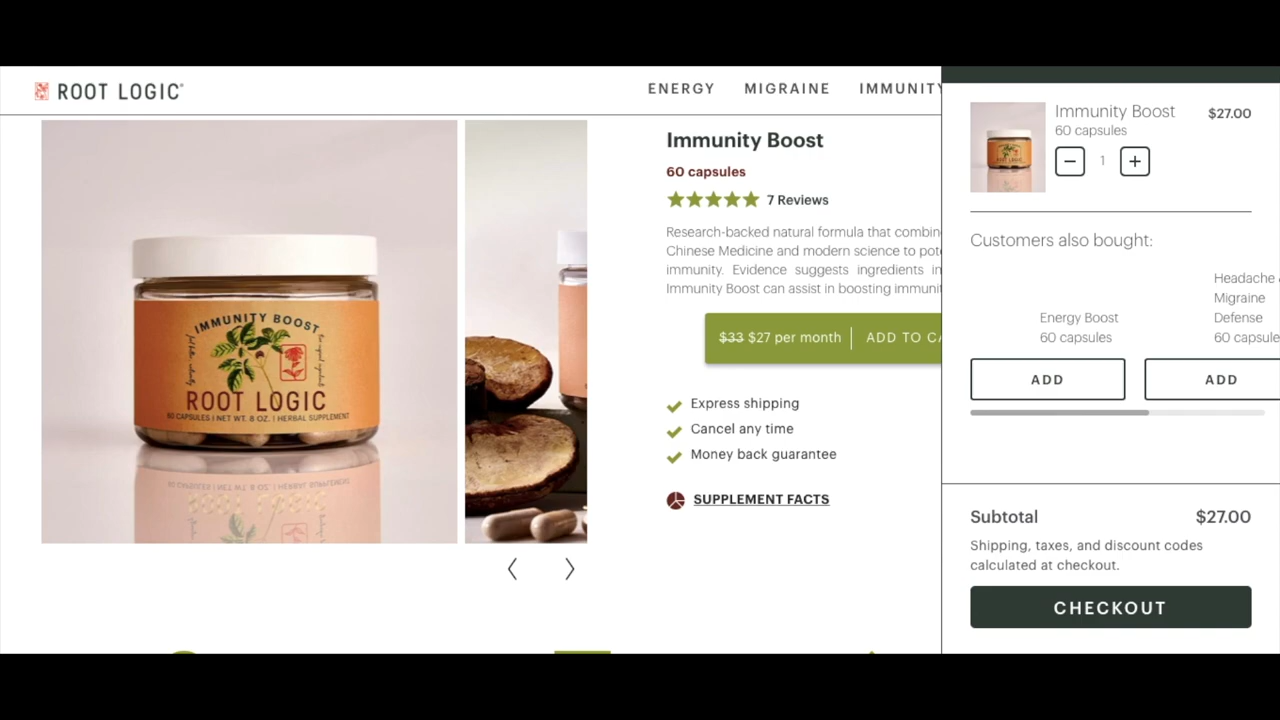 ROOT LOGIC®
ENERGY MIGRAINE IMMUNITY
IMMUNITY BOOST
ROOT LOGIC
60 CAPSULES | NET WT. 8 OZ. | HERBAL SUPPLEMENT
Immunity Boost
60 capsules
7 Reviews
Research-backed natural formula that combin
Chinese Medicine and modern science to pot
immunity. Evidence suggests ingredients in
Immunity Boost can assist in boosting immunit
$33 $27 per month | ADD TO CA
Express shipping
Cancel any time
Money back guarantee
SUPPLEMENT FACTS
Immunity Boost $27.00
60 capsules
1
Customers also bought:
Energy Boost
60 capsules
ADD
Headache
Migraine
Defense
60 capsule
ADD
Subtotal $27.00
Shipping, taxes, and discount codes
calculated at checkout.
CHECKOUT